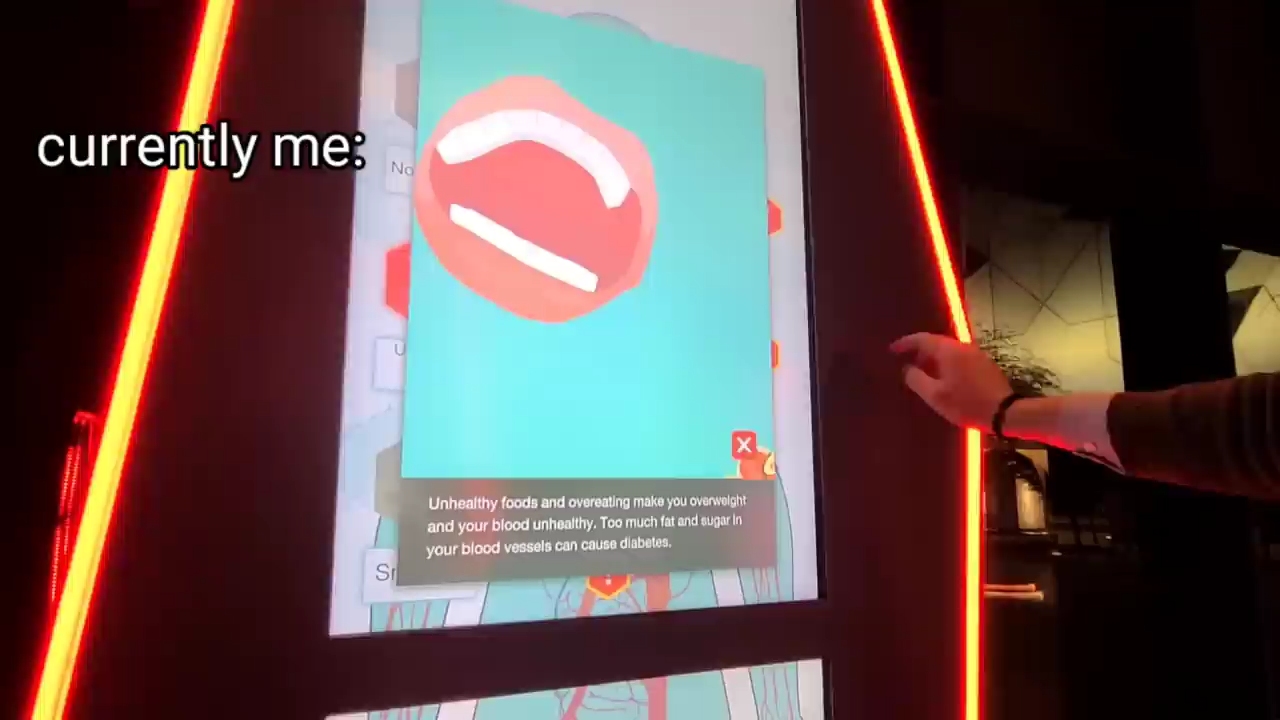 currently me:
No
U
Unhealthy foods and overeating make you overweight
and your blood unhealthy. Too much fat and sugar in
your blood vessels can cause diabetes.